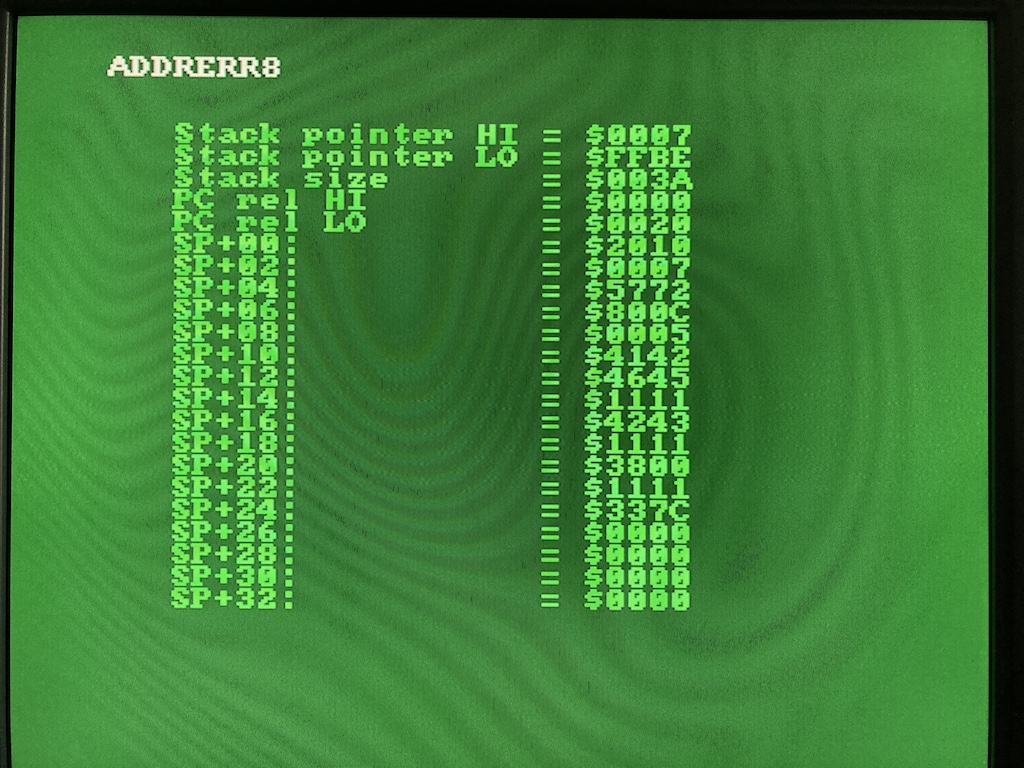 ADDRERR8
Stack pointer HI = $0007
Stack pointer LO = $FFBE
Stack size = $003A
PC rel HI = $0000
PC rel LO = $0020
SP+00: = $2010
SP+02: = $0007
SP+04: = $5772
SP+06: = $800C
SP+08: = $0005
SP+10: = $4142
SP+12: = $4645
SP+14: = $1111
SP+16: = $4243
SP+18: = $1111
SP+20: = $3800
SP+22: = $1111
SP+24: = $337C
SP+26: = $0000
SP+28: = $0000
SP+30: = $0000
SP+32: = $0000